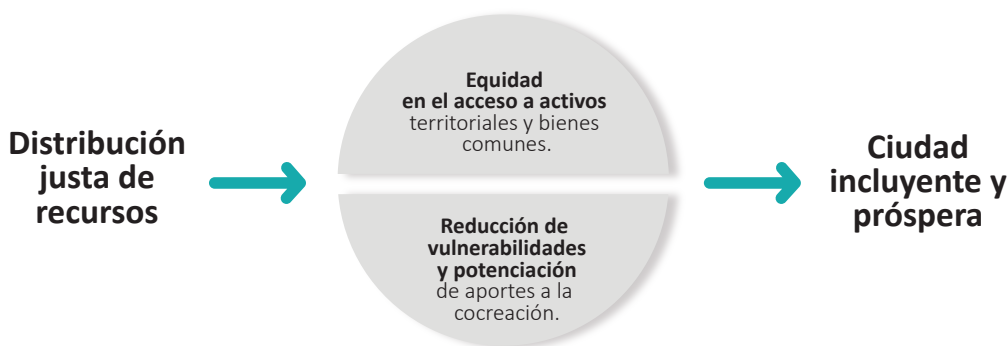 Distribución
justa de
recursos
Equidad
en el acceso a activos
territoriales y bienes
comunes.
Reducción de
vulnerabilidades
y potenciación
de aportes a la
cocreación.
Ciudad
incluyente y
próspera